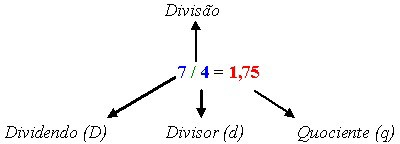 Divisão
7 / 4 = 1,75
Dividendo (D) Divisor (d) Quociente (q)